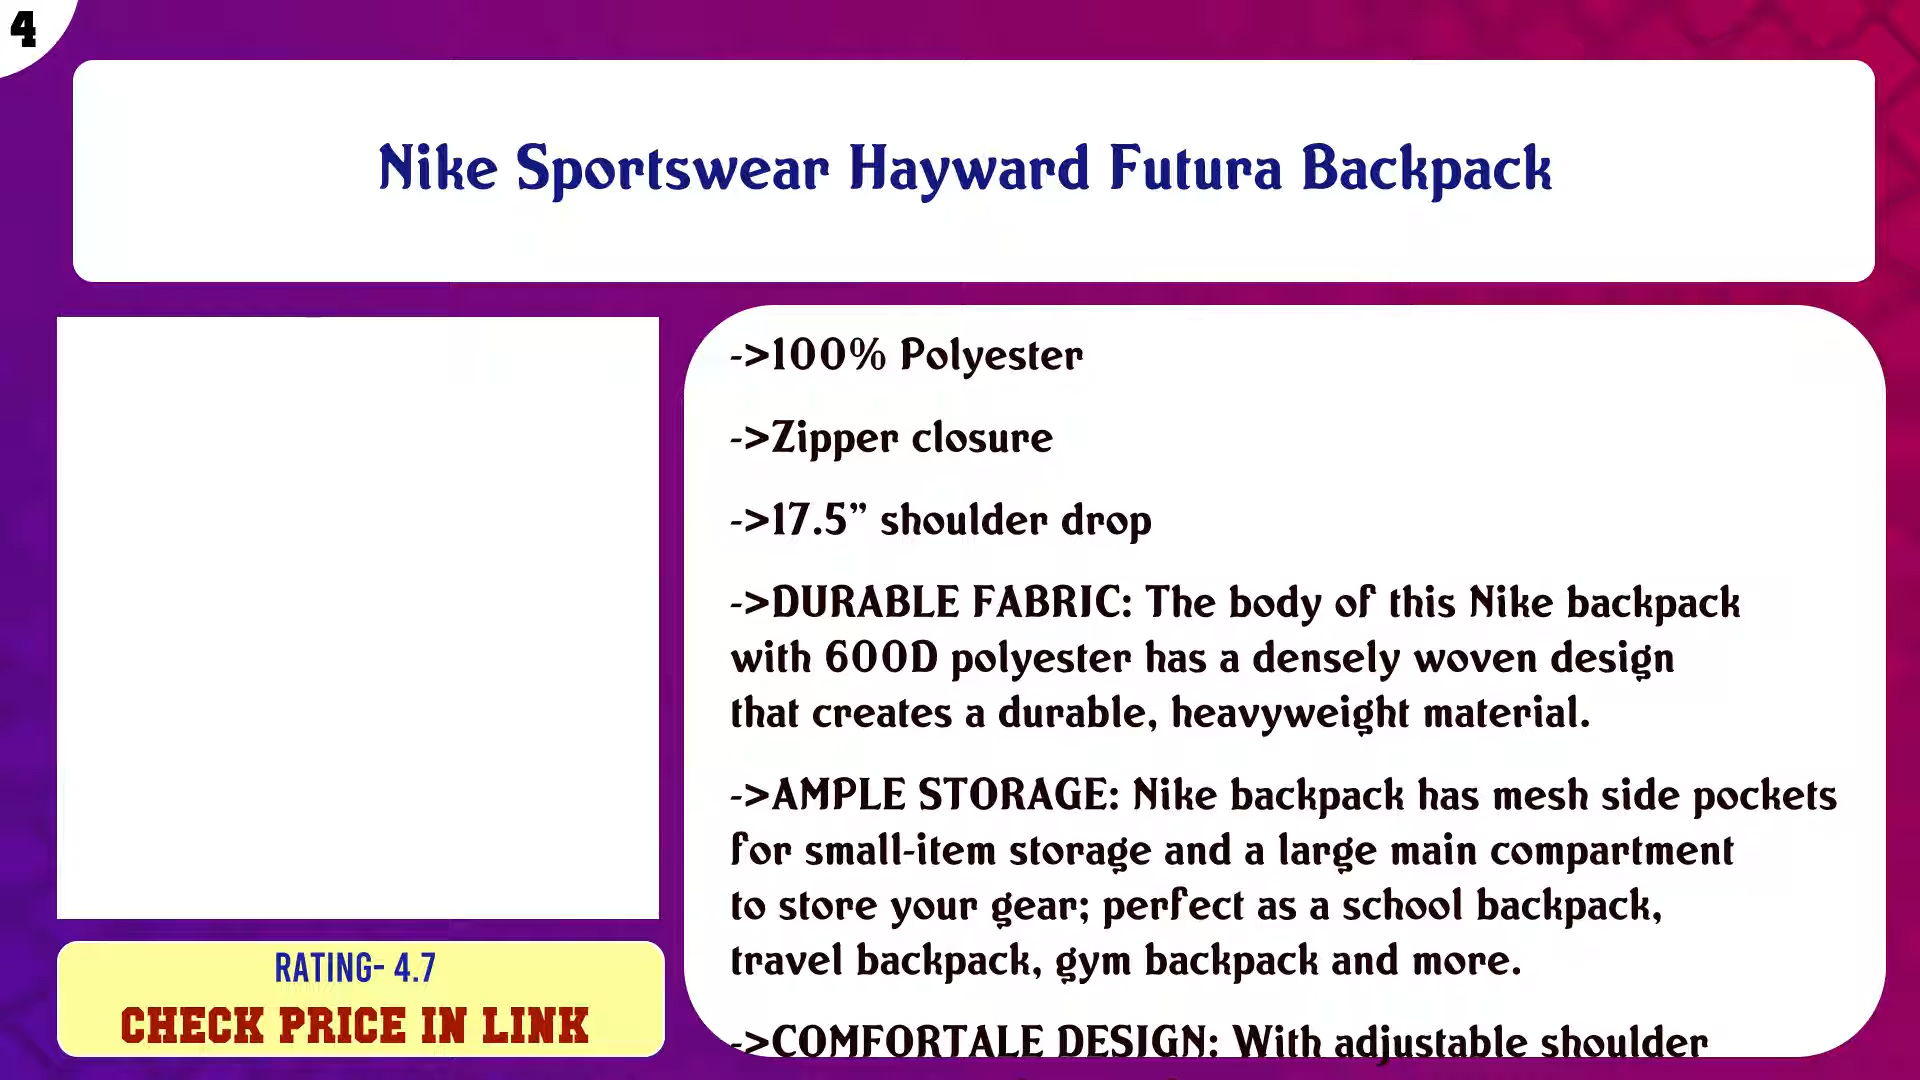 4
Nike Sportswear Hayward Futura Backpack
->100% Polyester
->Zipper closure
->17.5” shoulder drop
->DURABLE FABRIC: The body of this Nike backpack
with 600D polyester has a densely woven design
that creates a durable, heavyweight material.
->AMPLE STORAGE: Nike backpack has mesh side pockets
for small-item storage and a large main compartment
to store your gear; perfect as a school backpack,
travel backpack, gym backpack and more.
->COMFORTALE DESIGN: With adjustable shoulder
RATING- 4.7
CHECK PRICE IN LINK